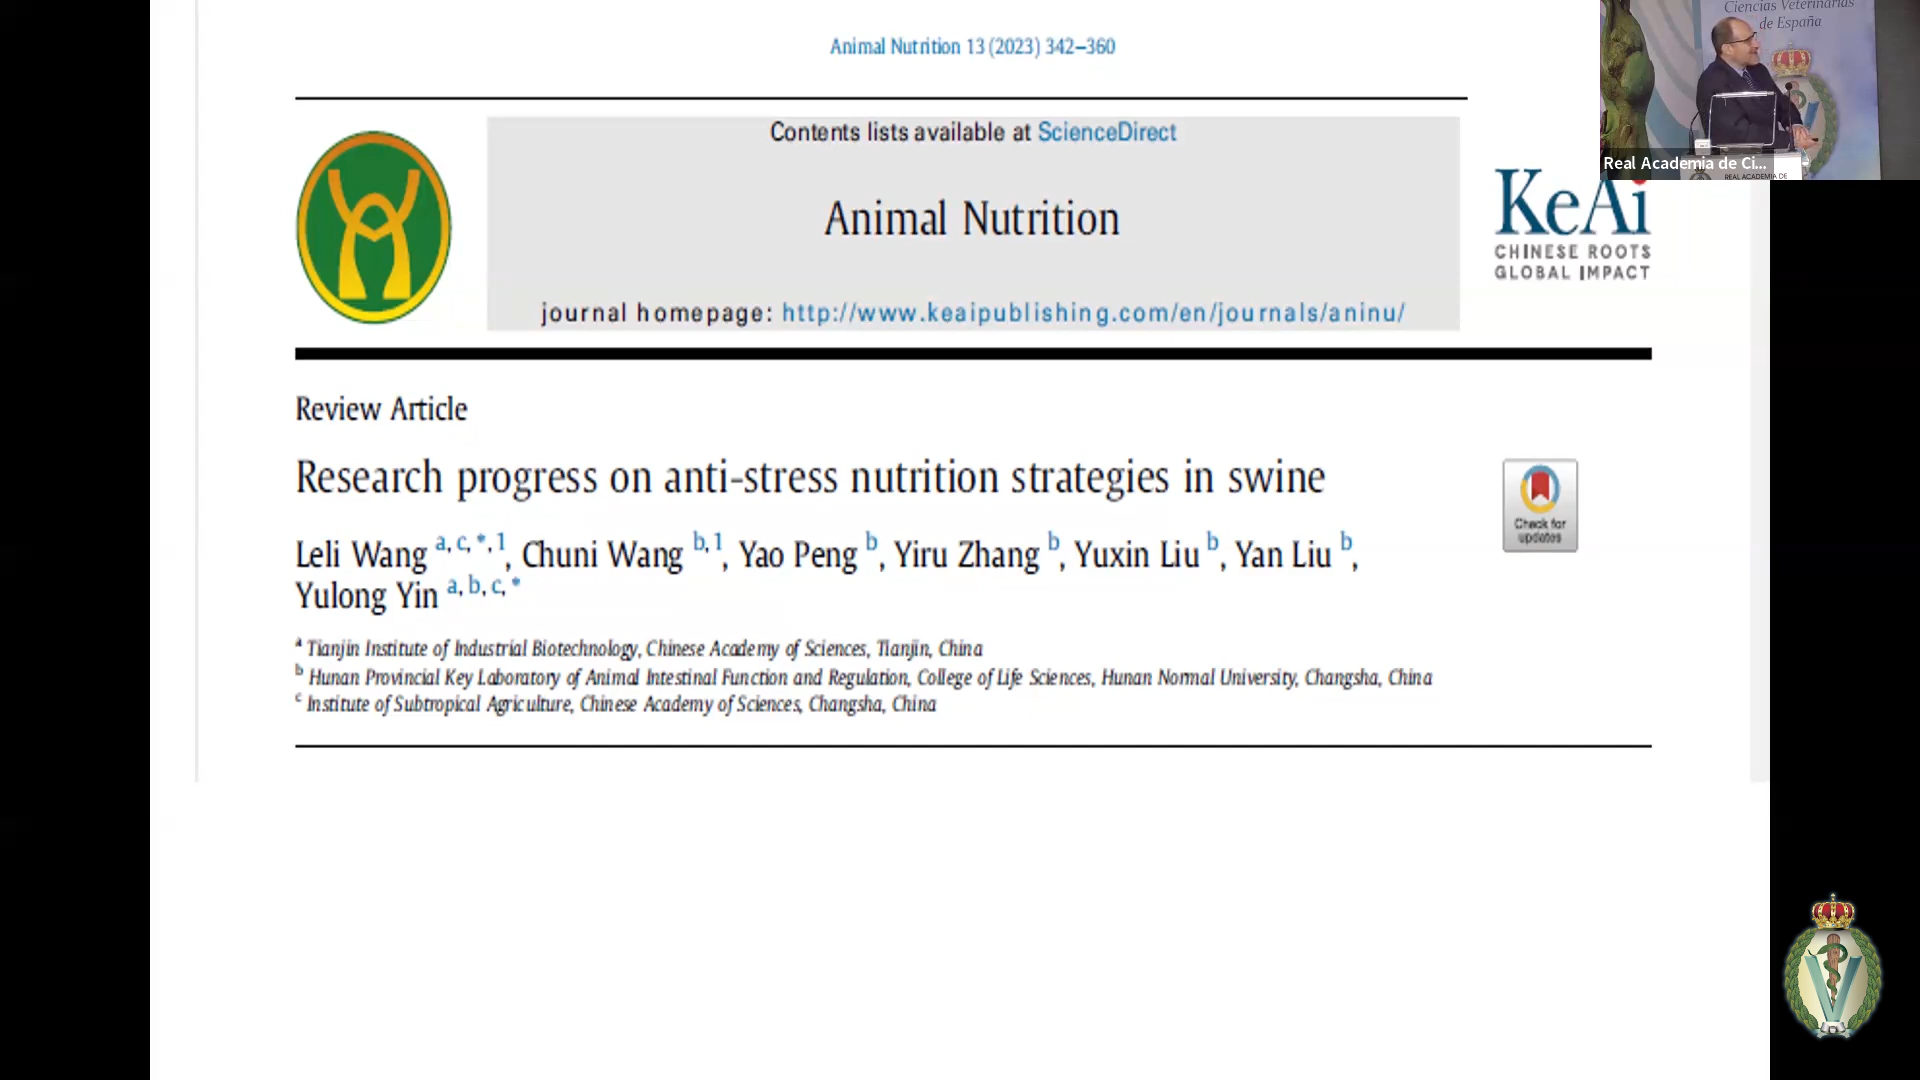 Animal Nutrition 13 (2023) 342–360
Contents lists available at ScienceDirect
Animal Nutrition
journal homepage: http://www.keaipublishing.com/en/journals/aninu/
KeAi
CHINESE ROOTS
GLOBAL IMPACT
Review Article
Research progress on anti-stress nutrition strategies in swine
Check for
updates
Leli Wang a, c, *, 1, Chuni Wang b, 1, Yao Peng b, Yiru Zhang b, Yuxin Liu b, Yan Liu b,
Yulong Yin a, b, c, *
a Tianjin Institute of Industrial Biotechnology, Chinese Academy of Sciences, Tianjin, China
b Hunan Provincial Key Laboratory of Animal Intestinal Function and Regulation, College of Life Sciences, Hunan Normal University, Changsha, China
c Institute of Subtropical Agriculture, Chinese Academy of Sciences, Changsha, China
Ciencias Veterinarias
de España
Real Academia de Ci...
REAL ACADEMIA DE
V